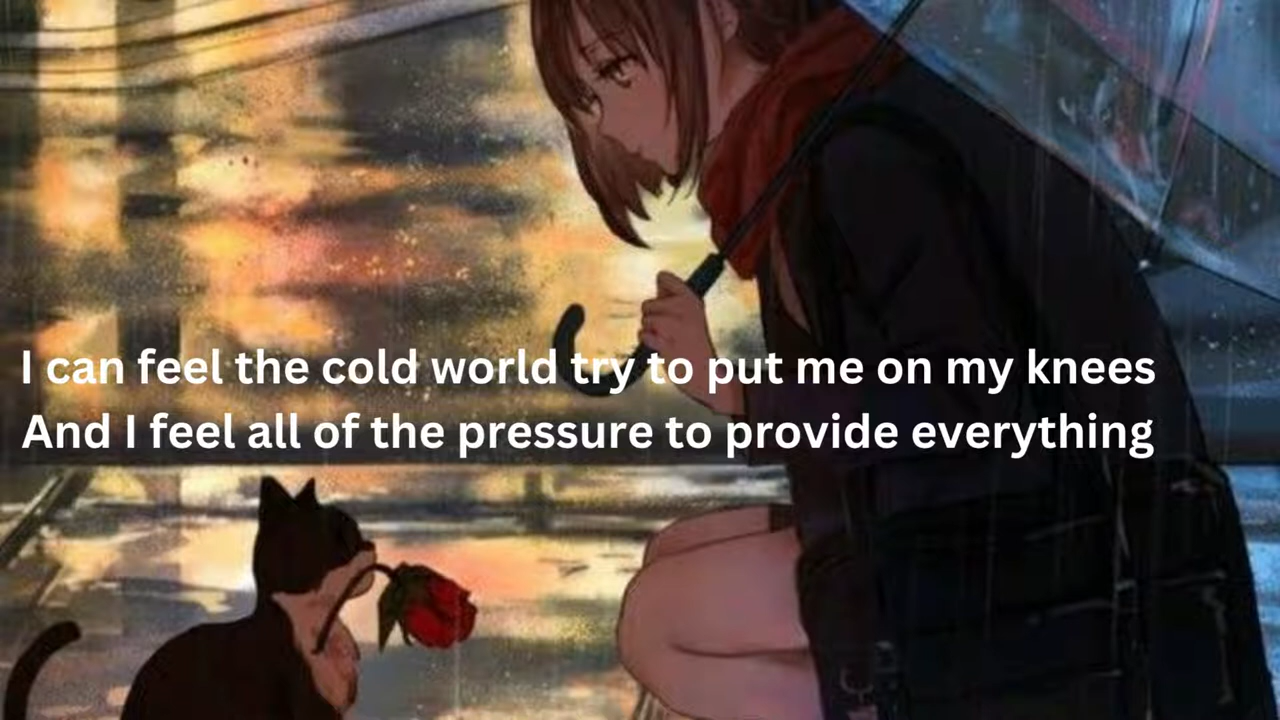 I can feel the cold world try to put me on my knees
And I feel all of the pressure to provide everything